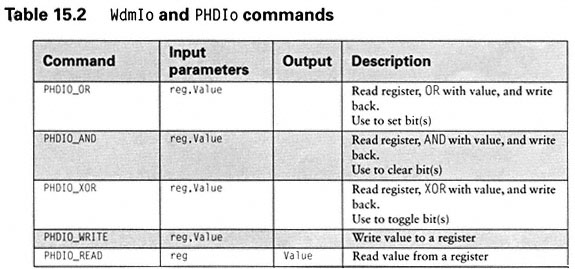 Table 15.2 WdmIo and PHDIo commands
Command Input parameters Output Description
PHDIO_OR reg,Value Read register, OR with value, and write
back.
Use to set bit(s)
PHDIO_AND reg,Value Read register, AND with value, and write
back.
Use to clear bit(s)
PHDIO_XOR reg,Value Read register, XOR with value, and write
back.
Use to toggle bit(s)
PHDIO_WRITE reg,Value Write value to a register
PHDIO_READ reg Value Read value from a register